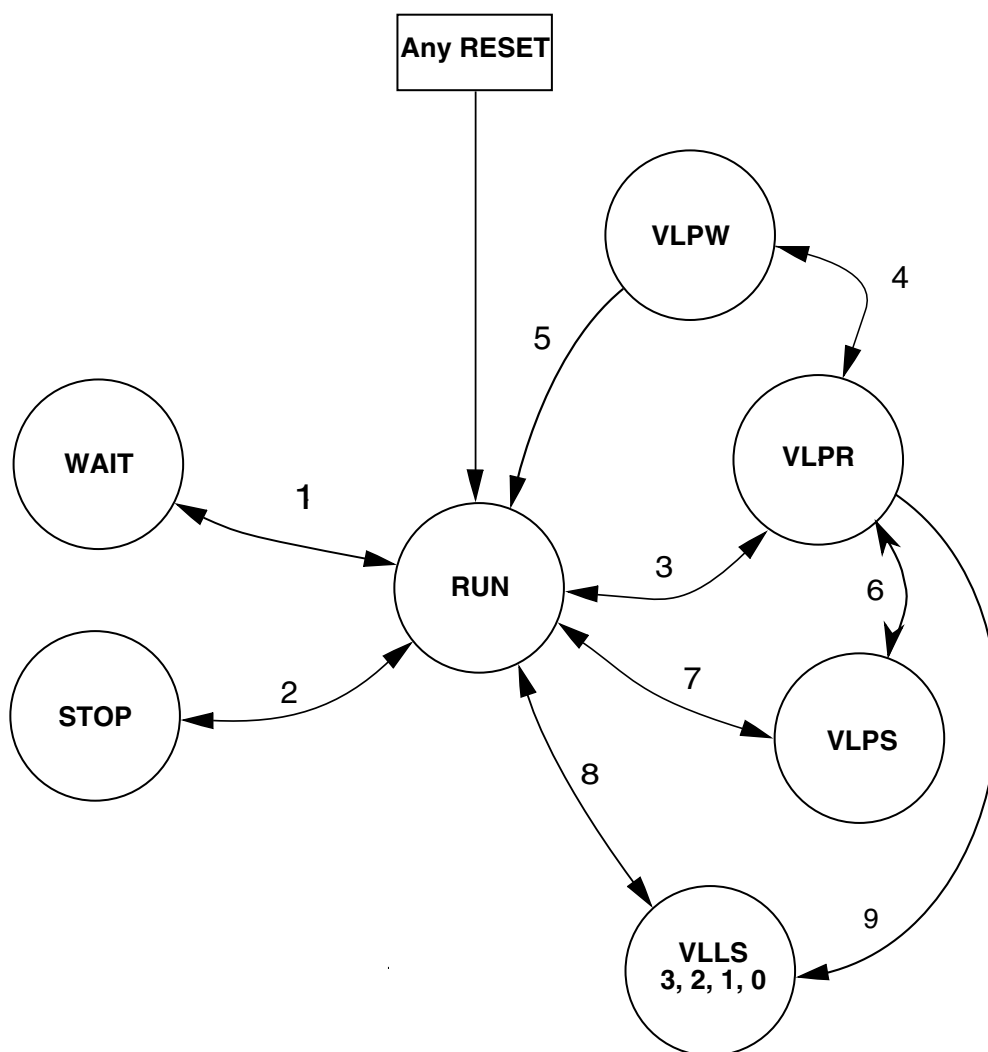 Any RESET
VLPW
4
5
WAIT
VLPR
1
3
RUN
6
7
2
STOP
VLPS
8
9
VLLS
3, 2, 1, 0